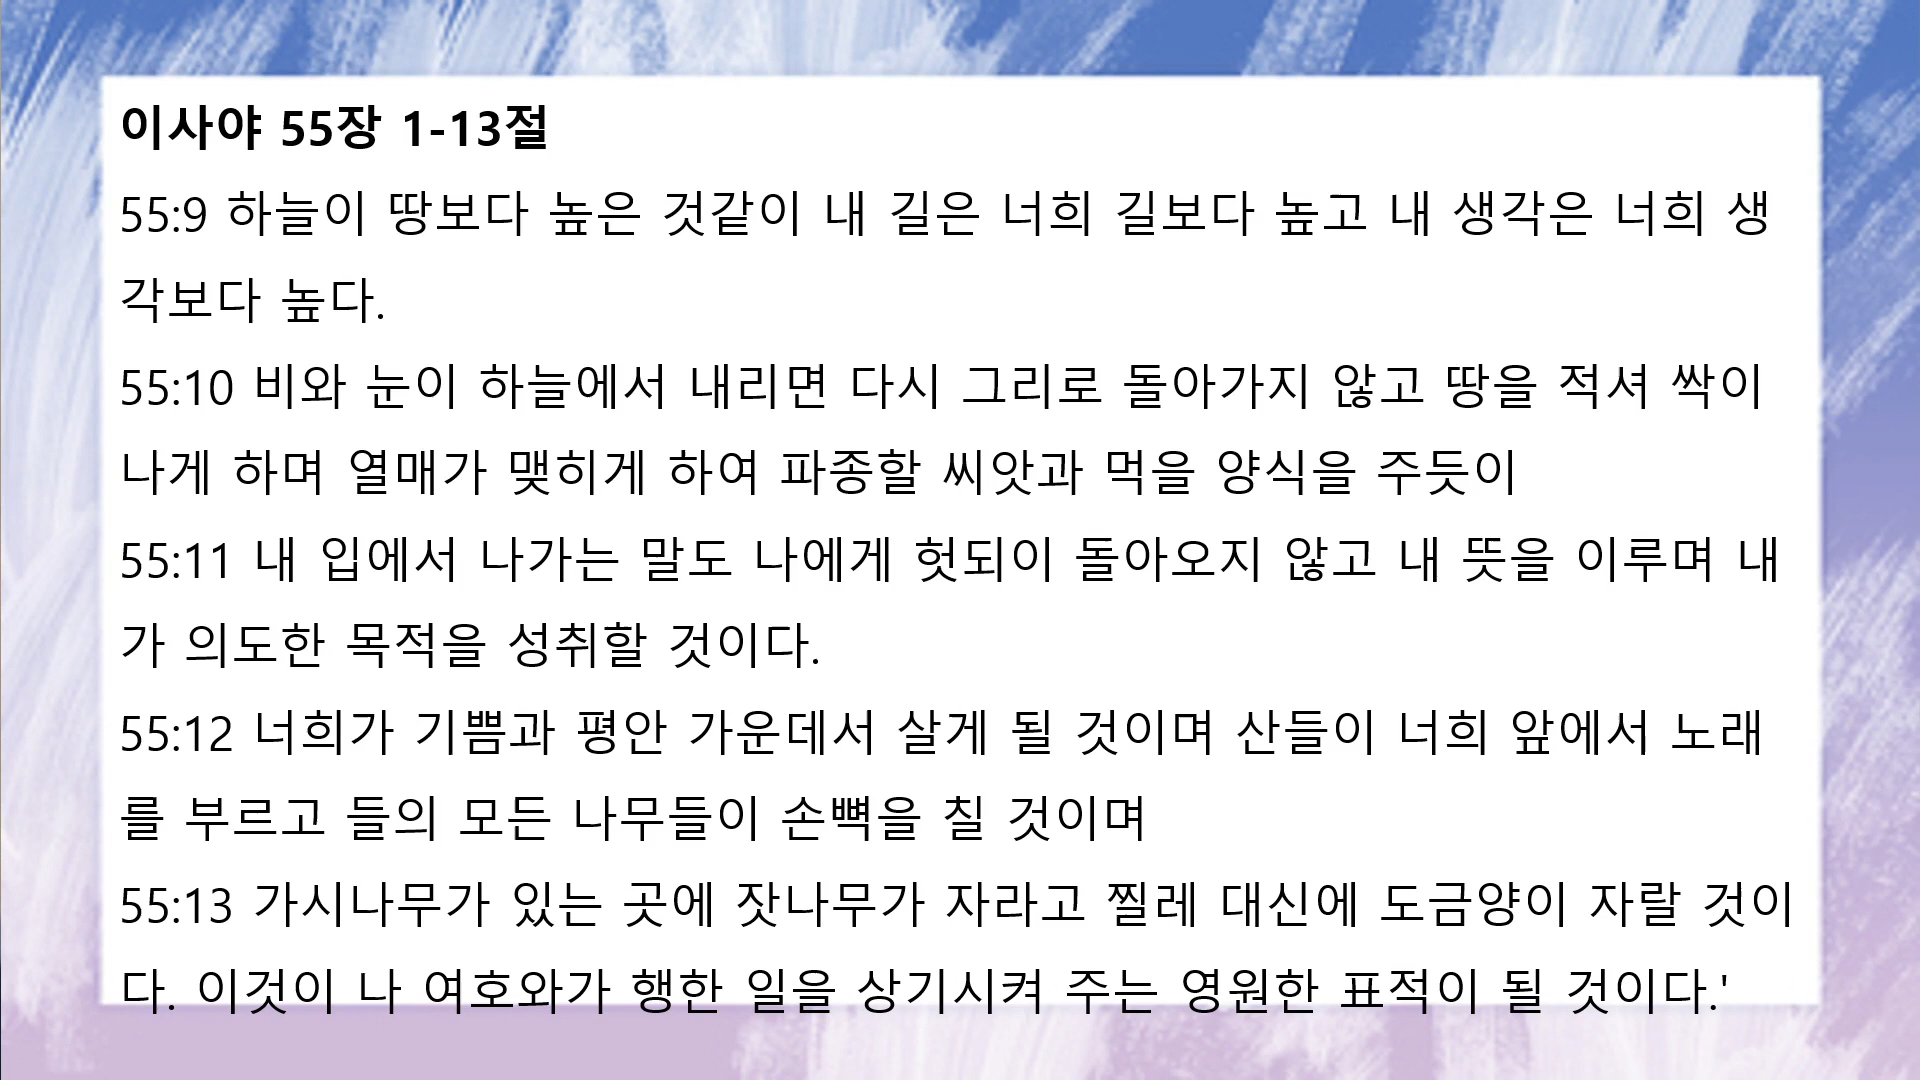 이사야 55장 1-13절
55:9 하늘이 땅보다 높은 것같이 내 길은 너희 길보다 높고 내 생각은 너희 생
각보다 높다.
55:10 비와 눈이 하늘에서 내리면 다시 그리로 돌아가지 않고 땅을 적셔 싹이
나게 하며 열매가 맺히게 하여 파종할 씨앗과 먹을 양식을 주듯이
55:11 내 입에서 나가는 말도 나에게 헛되이 돌아오지 않고 내 뜻을 이루며 내
가 의도한 목적을 성취할 것이다.
55:12 너희가 기쁨과 평안 가운데서 살게 될 것이며 산들이 너희 앞에서 노래
를 부르고 들의 모든 나무들이 손뼉을 칠 것이며
55:13 가시나무가 있는 곳에 잣나무가 자라고 찔레 대신에 도금양이 자랄 것이
다. 이것이 나 여호와가 행한 일을 상기시켜 주는 영원한 표적이 될 것이다.'